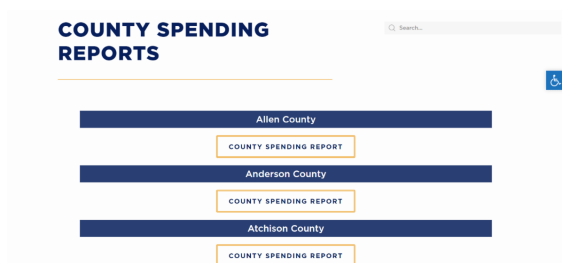 COUNTY SPENDING
REPORTS
Search...
Allen County
COUNTY SPENDING REPORT
Anderson County
COUNTY SPENDING REPORT
Atchison County
COUNTY SPENDING REPORT